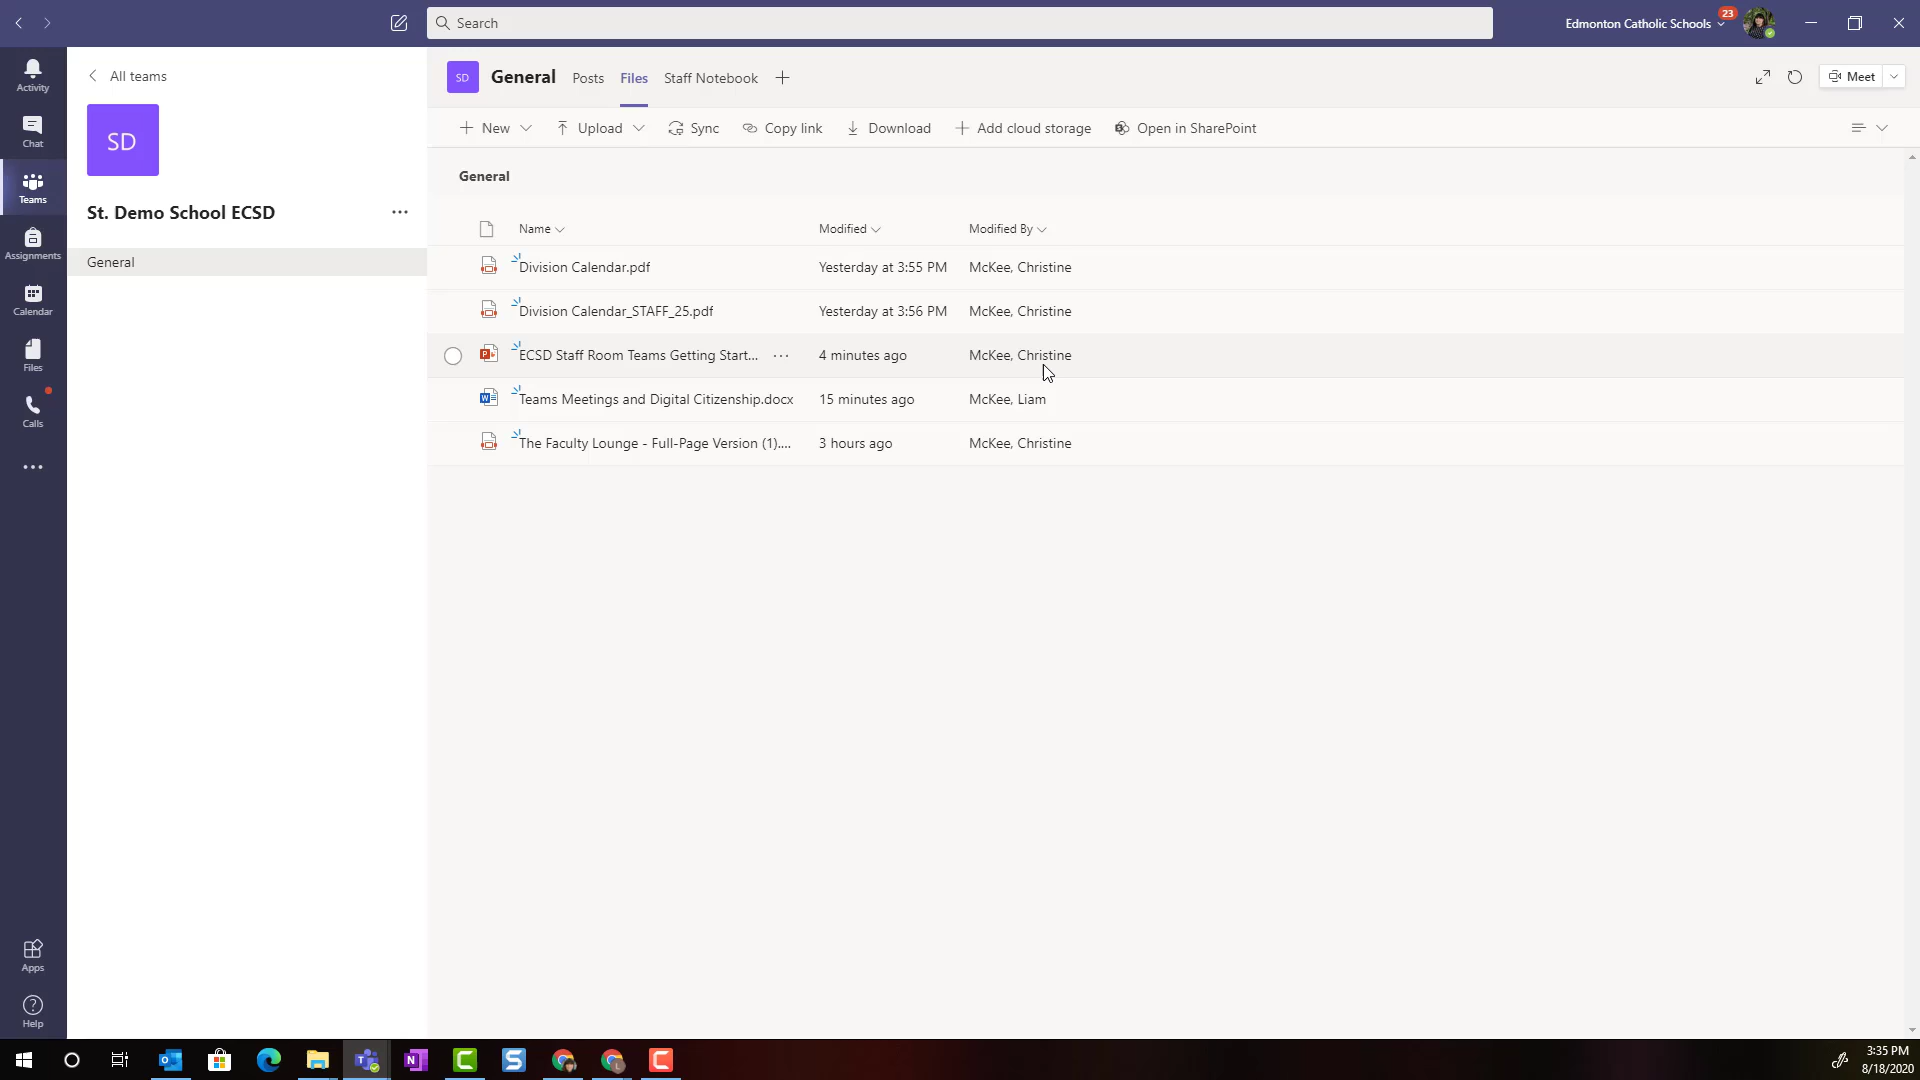 Search
Edmonton Catholic Schools
23
Activity
Chat
Teams
Assignments
Calendar
Files
Calls
Apps
Help
All teams
SD
St. Demo School ECSD
General
SD
General
Posts
Files
Staff Notebook
Meet
New
Upload
Sync
Copy link
Download
Add cloud storage
Open in SharePoint
General
Name
Modified
Modified By
Division Calendar.pdf
Yesterday at 3:55 PM
McKee, Christine
Division Calendar_STAFF_25.pdf
Yesterday at 3:56 PM
McKee, Christine
ECSD Staff Room Teams Getting Start...
4 minutes ago
McKee, Christine
Teams Meetings and Digital Citizenship.docx
15 minutes ago
McKee, Liam
The Faculty Lounge - Full-Page Version (1)....
3 hours ago
McKee, Christine
3:35 PM
8/18/2020